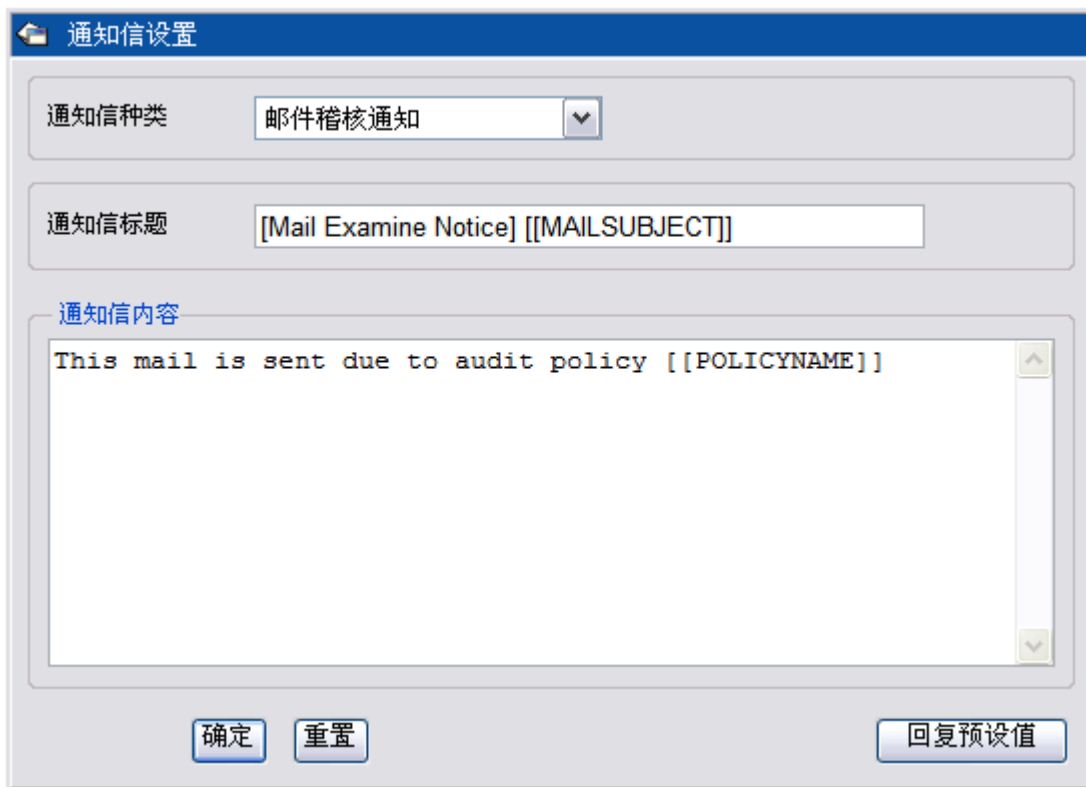 通知信设置
通知信种类
邮件稽核通知
通知信标题
[Mail Examine Notice] [[MAILSUBJECT]]
通知信内容
This mail is sent due to audit policy [[POLICYNAME]]
确定 重置 回复预设值